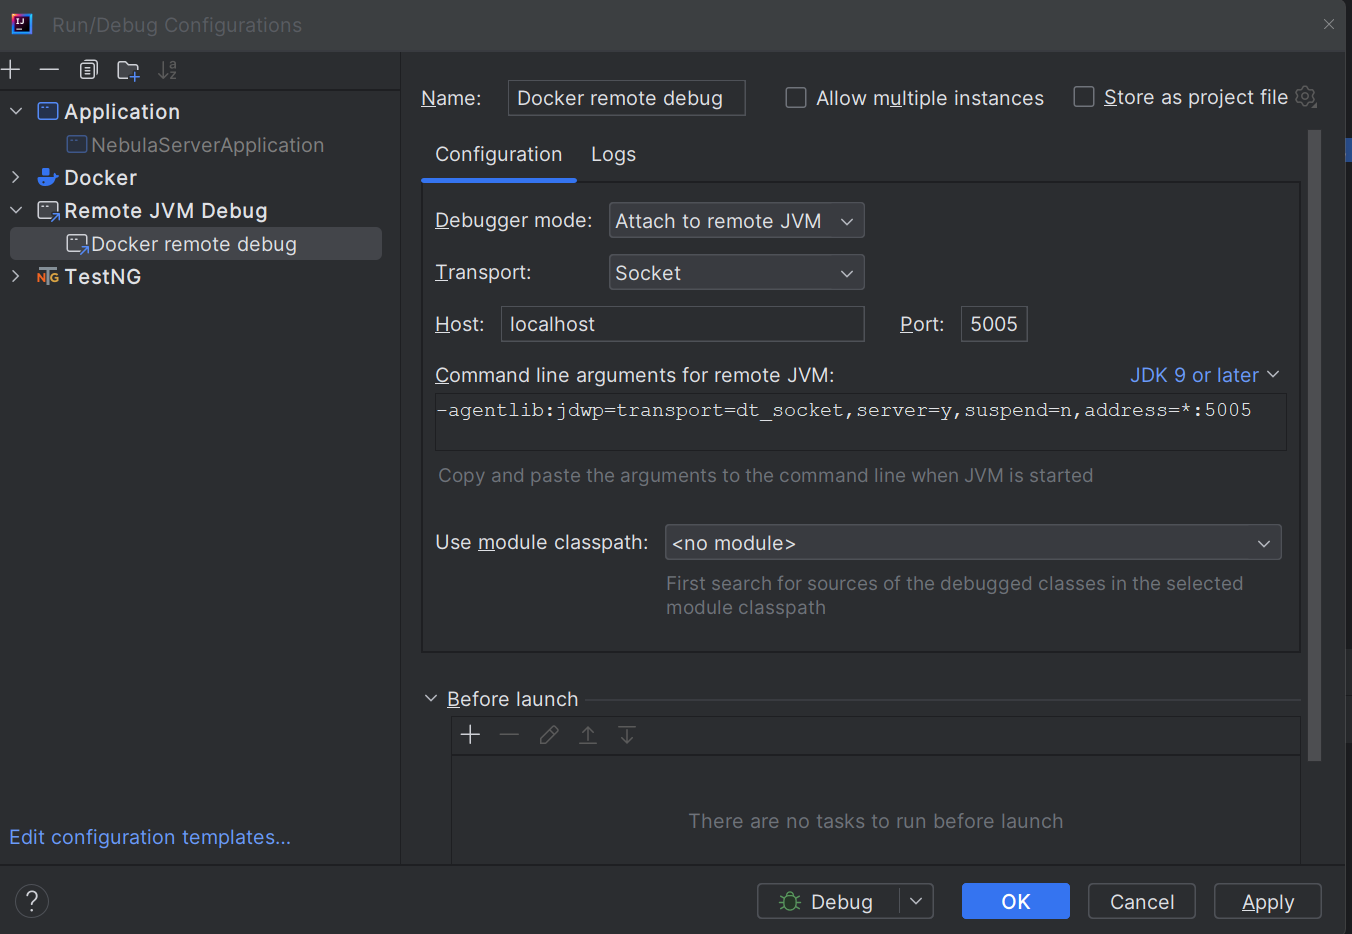 Run/Debug Configurations
Application
NebulaServerApplication
Docker
Remote JVM Debug
Docker remote debug
TestNG
Edit configuration templates...
Name: Docker remote debug Allow multiple instances Store as project file
Configuration Logs
Debugger mode: Attach to remote JVM
Transport: Socket
Host: localhost Port: 5005
Command line arguments for remote JVM: JDK 9 or later
-agentlib:jdwp=transport=dt_socket,server=y,suspend=n,address=*:5005
Copy and paste the arguments to the command line when JVM is started
Use module classpath: <no module>
First search for sources of the debugged classes in the selected
module classpath
Before launch
There are no tasks to run before launch
? Debug OK Cancel Apply